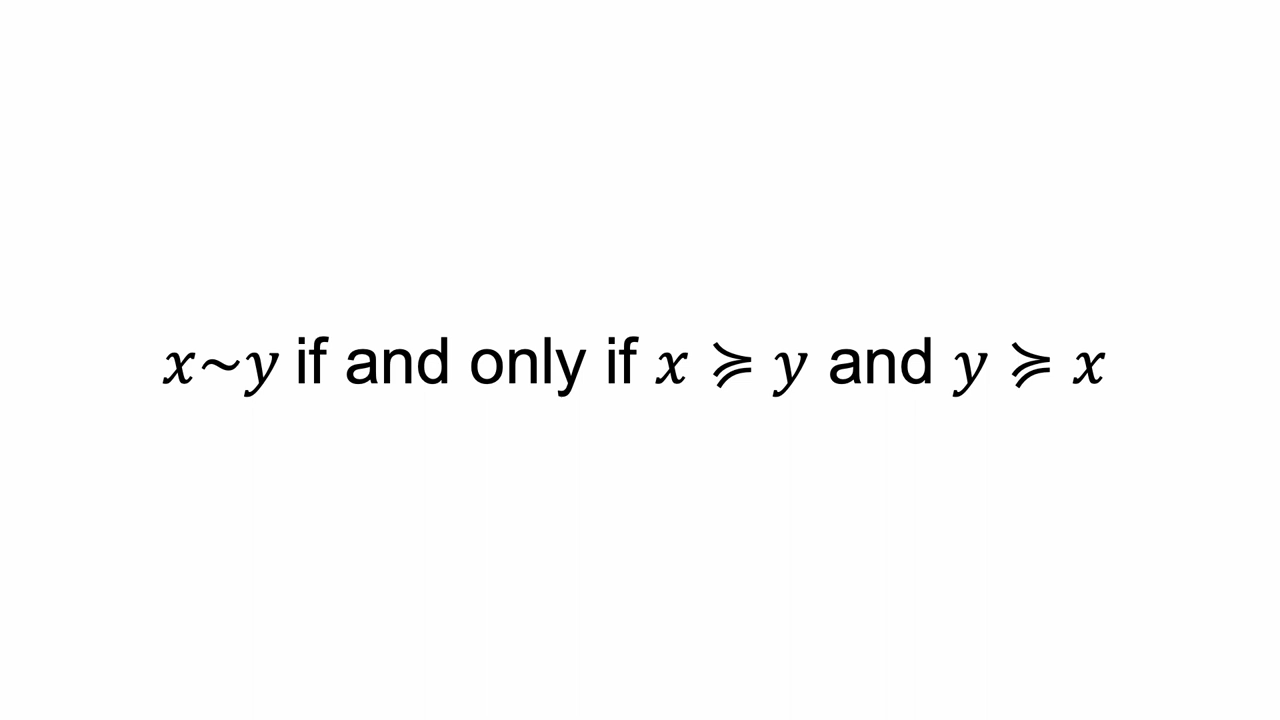 𝑥~𝑦 if and only if 𝑥 ≽ 𝑦 and 𝑦 ≽ 𝑥